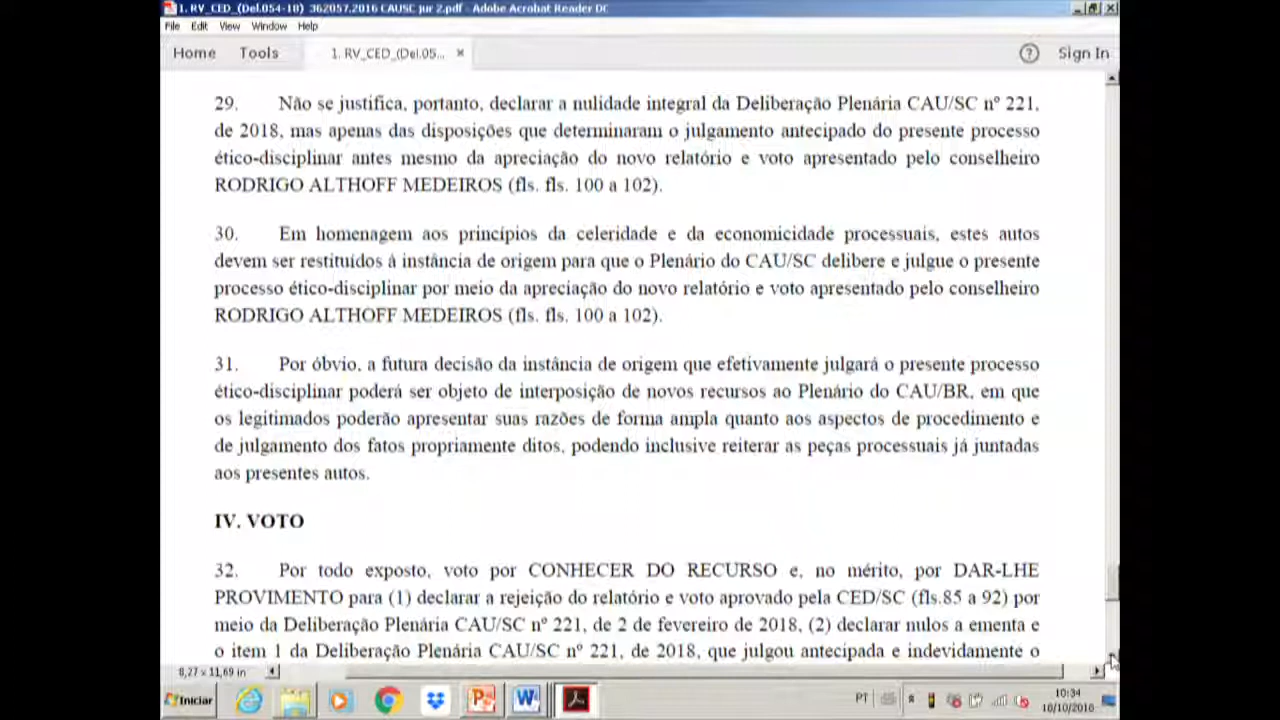 1. RV_CED_(Del.054-18) 362057.2016 CAUSC jur 2.pdf - Adobe Acrobat Reader DC
File Edit View Window Help
Home Tools 1. RV_CED_(Del.05... × ? Sign In
29. Não se justifica, portanto, declarar a nulidade integral da Deliberação Plenária CAU/SC nº 221,
de 2018, mas apenas das disposições que determinaram o julgamento antecipado do presente processo
ético-disciplinar antes mesmo da apreciação do novo relatório e voto apresentado pelo conselheiro
RODRIGO ALTHOFF MEDEIROS (fls. fls. 100 a 102).
30. Em homenagem aos princípios da celeridade e da economicidade processuais, estes autos
devem ser restituídos à instância de origem para que o Plenário do CAU/SC delibere e julgue o presente
processo ético-disciplinar por meio da apreciação do novo relatório e voto apresentado pelo conselheiro
RODRIGO ALTHOFF MEDEIROS (fls. fls. 100 a 102).
31. Por óbvio, a futura decisão da instância de origem que efetivamente julgará o presente processo
ético-disciplinar poderá ser objeto de interposição de novos recursos ao Plenário do CAU/BR, em que
os legitimados poderão apresentar suas razões de forma ampla quanto aos aspectos de procedimento e
de julgamento dos fatos propriamente ditos, podendo inclusive reiterar as peças processuais já juntadas
aos presentes autos.
IV. VOTO
32. Por todo exposto, voto por CONHECER DO RECURSO e, no mérito, por DAR-LHE
PROVIMENTO para (1) declarar a rejeição do relatório e voto aprovado pela CED/SC (fls.85 a 92) por
meio da Deliberação Plenária CAU/SC nº 221, de 2 de fevereiro de 2018, (2) declarar nulos a ementa e
o item 1 da Deliberação Plenária CAU/SC nº 221, de 2018, que julgou antecipada e indevidamente o
8,27 x 11,69 in
Iniciar PT 10:34
18/10/2018